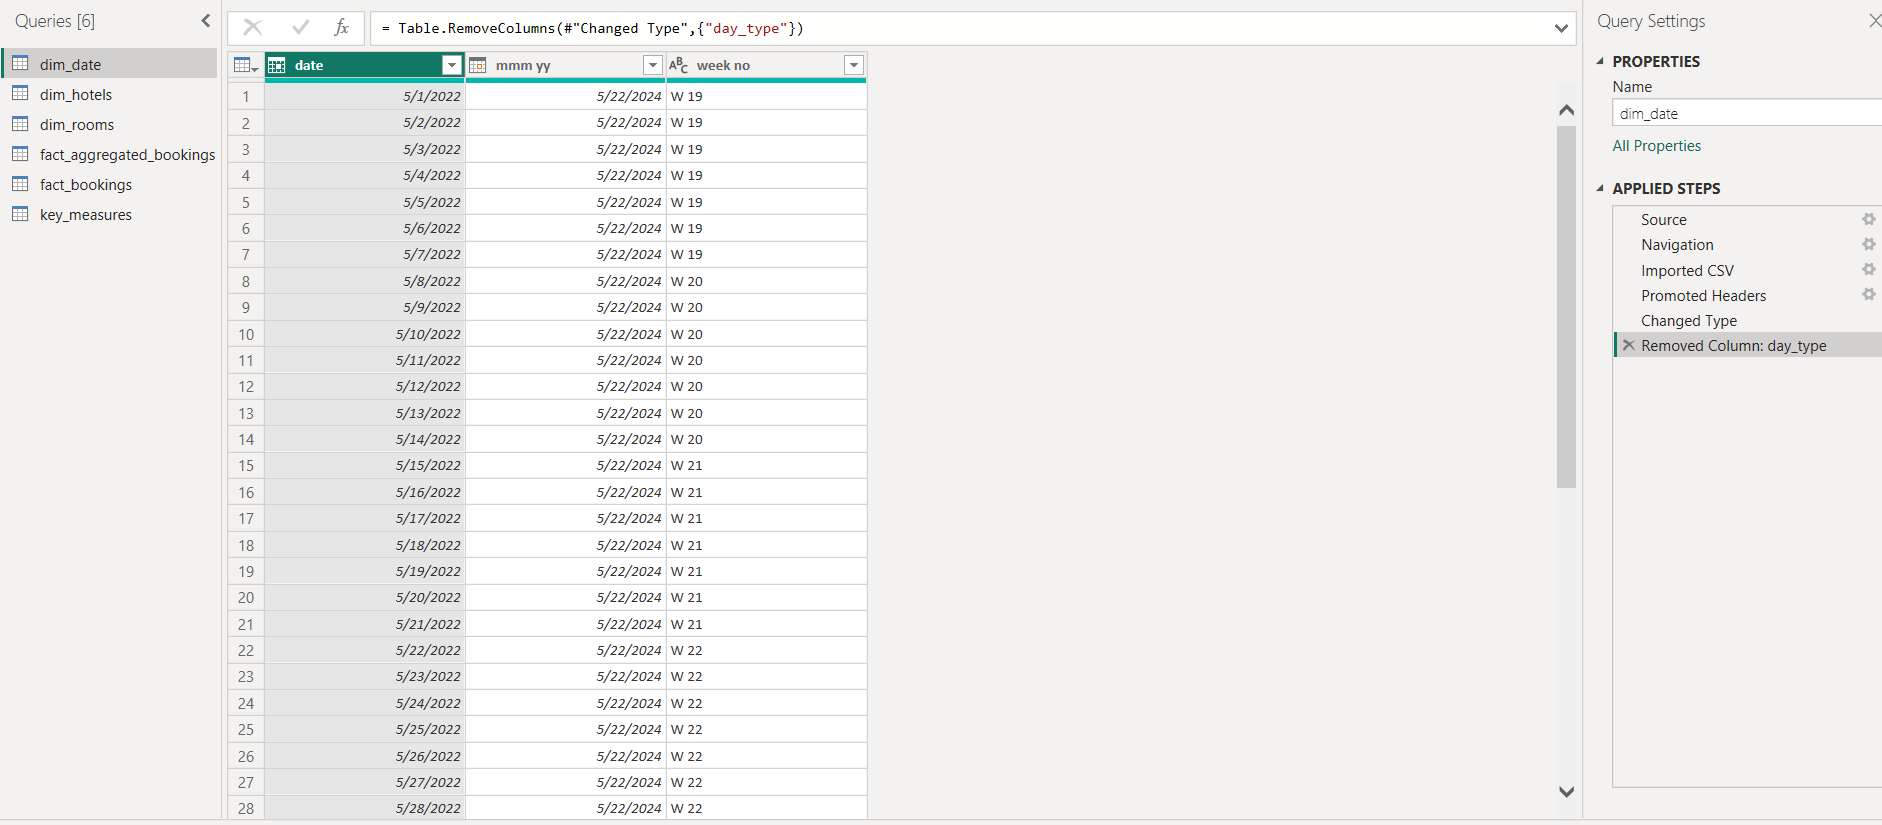 Queries [6]
dim_date
dim_hotels
dim_rooms
fact_aggregated_bookings
fact_bookings
key_measures
fx = Table.RemoveColumns(#"Changed Type",{"day_type"})
date mmm yy ABC week no
1 5/1/2022 5/22/2024 W 19
2 5/2/2022 5/22/2024 W 19
3 5/3/2022 5/22/2024 W 19
4 5/4/2022 5/22/2024 W 19
5 5/5/2022 5/22/2024 W 19
6 5/6/2022 5/22/2024 W 19
7 5/7/2022 5/22/2024 W 19
8 5/8/2022 5/22/2024 W 20
9 5/9/2022 5/22/2024 W 20
10 5/10/2022 5/22/2024 W 20
11 5/11/2022 5/22/2024 W 20
12 5/12/2022 5/22/2024 W 20
13 5/13/2022 5/22/2024 W 20
14 5/14/2022 5/22/2024 W 20
15 5/15/2022 5/22/2024 W 21
16 5/16/2022 5/22/2024 W 21
17 5/17/2022 5/22/2024 W 21
18 5/18/2022 5/22/2024 W 21
19 5/19/2022 5/22/2024 W 21
20 5/20/2022 5/22/2024 W 21
21 5/21/2022 5/22/2024 W 21
22 5/22/2022 5/22/2024 W 22
23 5/23/2022 5/22/2024 W 22
24 5/24/2022 5/22/2024 W 22
25 5/25/2022 5/22/2024 W 22
26 5/26/2022 5/22/2024 W 22
27 5/27/2022 5/22/2024 W 22
28 5/28/2022 5/22/2024 W 22
Query Settings
PROPERTIES
Name
dim_date
All Properties
APPLIED STEPS
Source
Navigation
Imported CSV
Promoted Headers
Changed Type
Removed Column: day_type